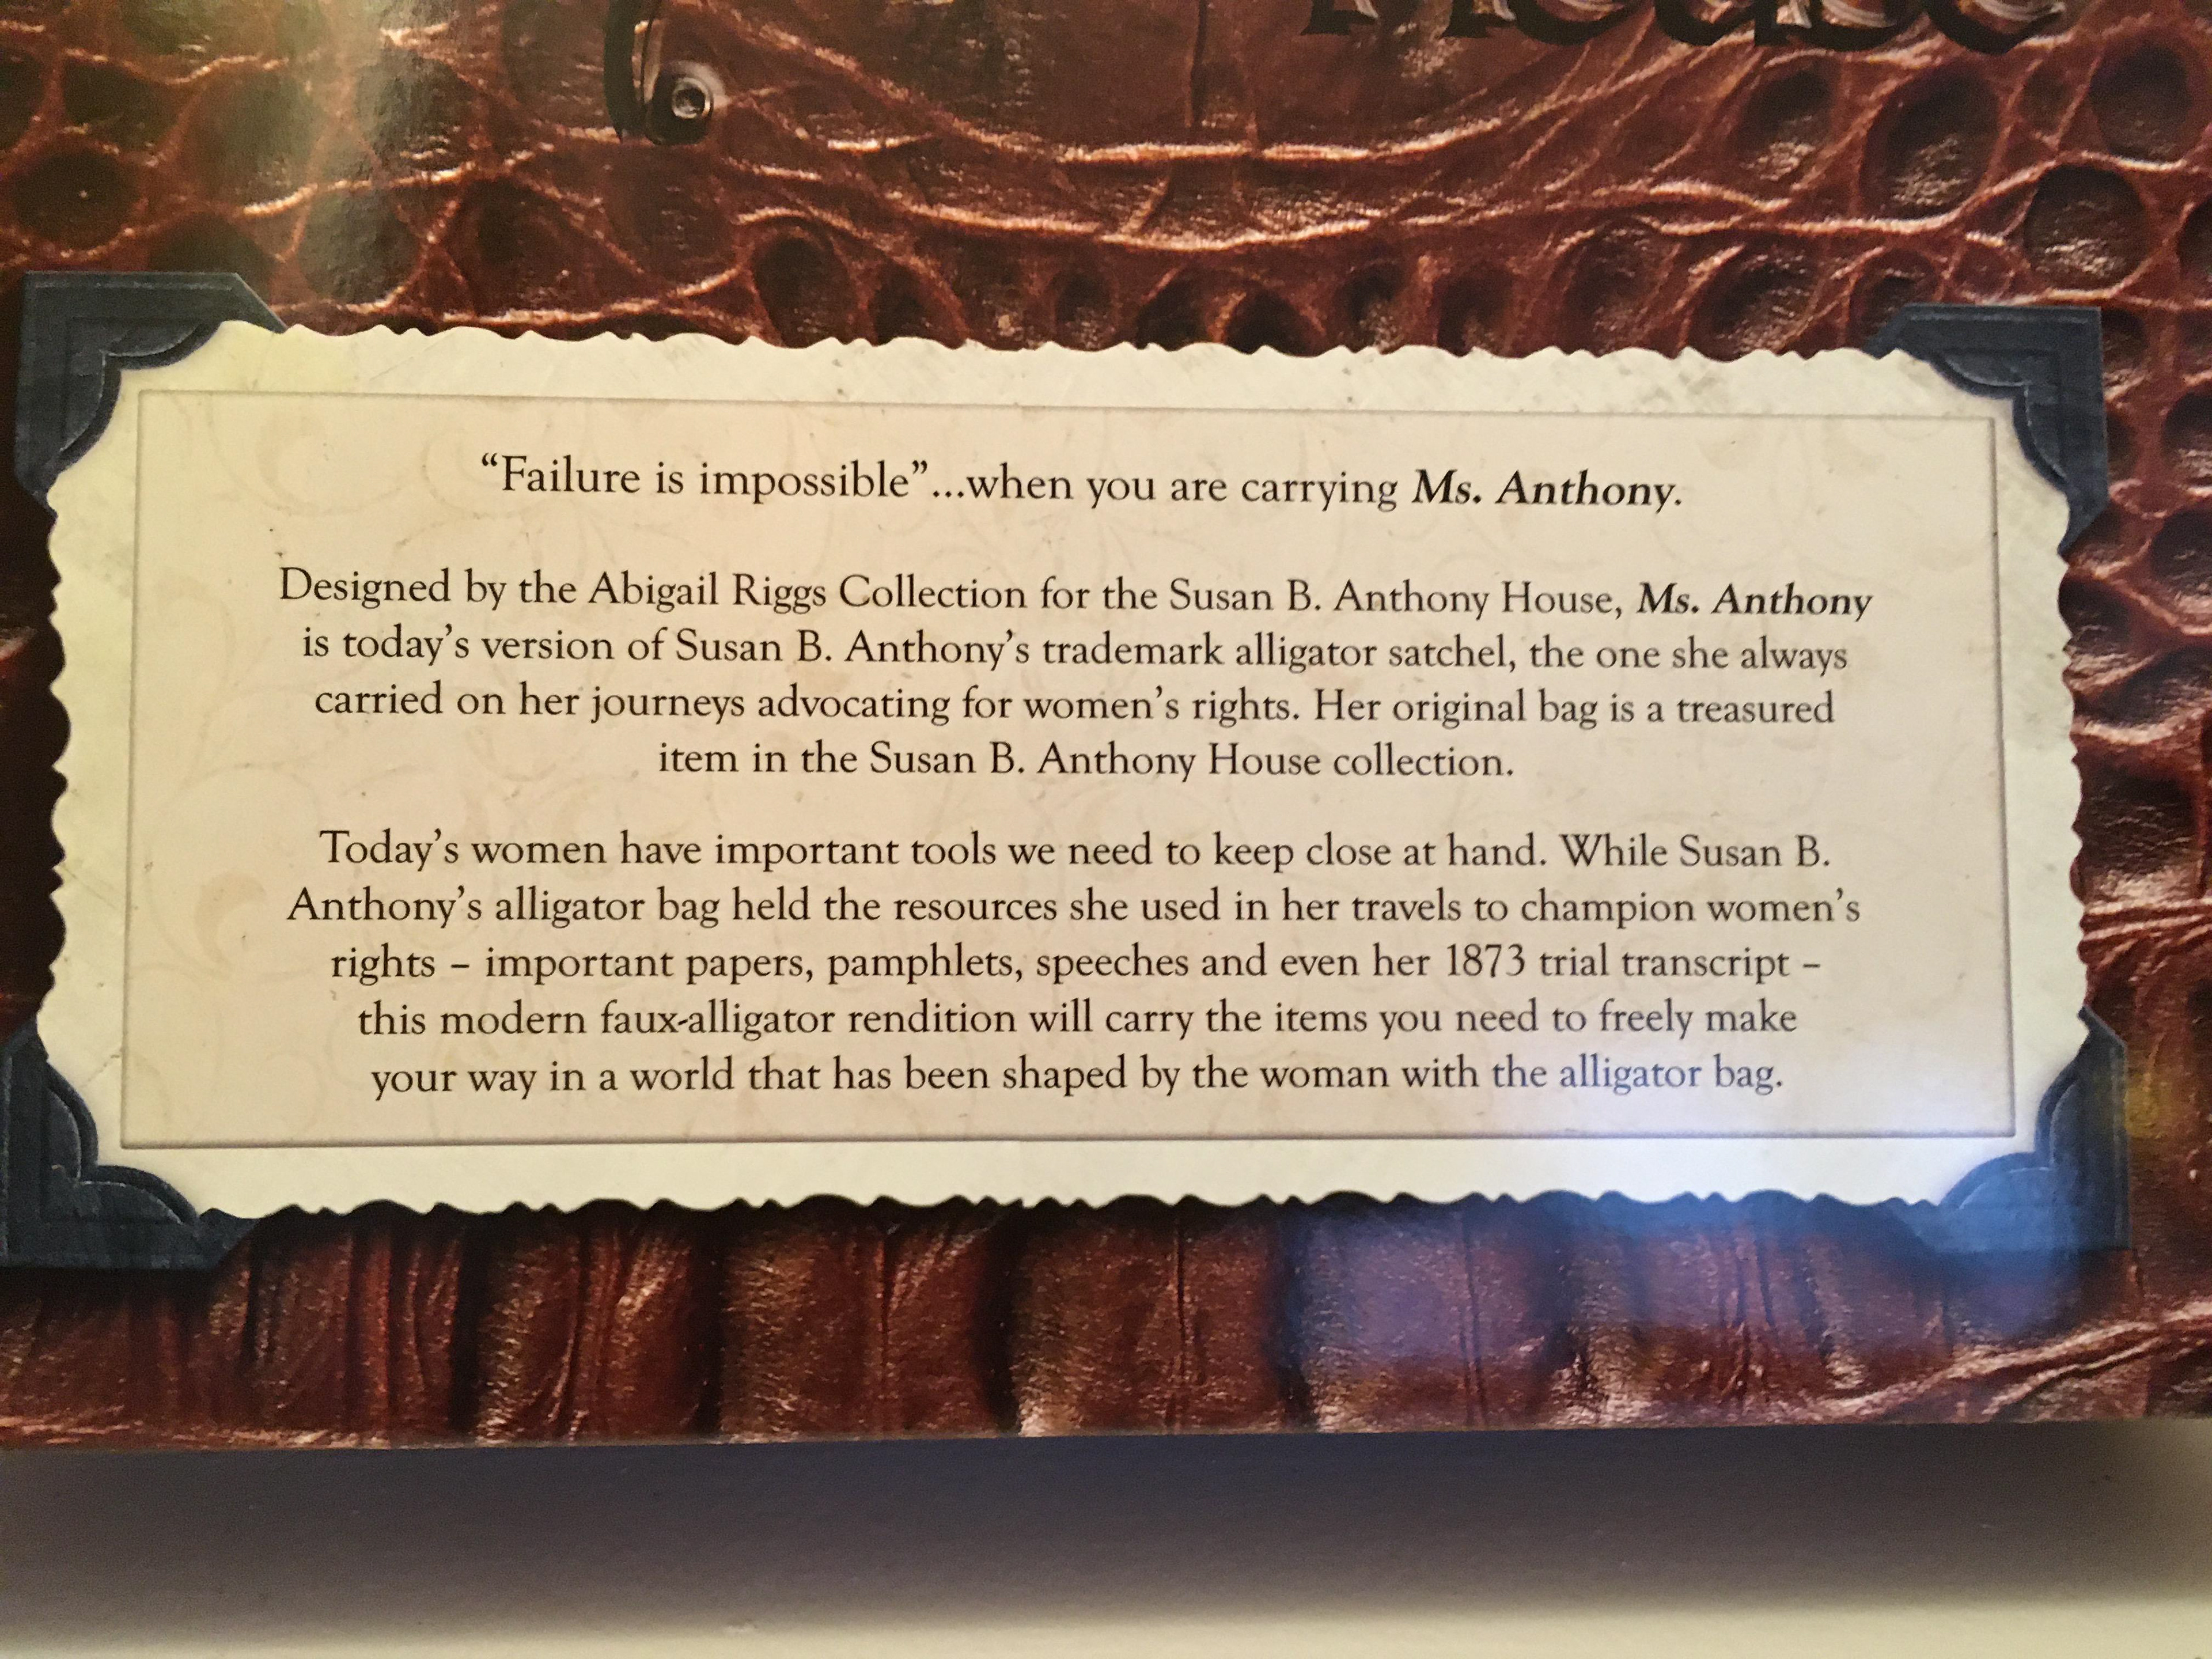 “Failure is impossible”...when you are carrying Ms. Anthony.
Designed by the Abigail Riggs Collection for the Susan B. Anthony House, Ms. Anthony
is today’s version of Susan B. Anthony’s trademark alligator satchel, the one she always
carried on her journeys advocating for women’s rights. Her original bag is a treasured
item in the Susan B. Anthony House collection.
Today’s women have important tools we need to keep close at hand. While Susan B.
Anthony’s alligator bag held the resources she used in her travels to champion women’s
rights – important papers, pamphlets, speeches and even her 1873 trial transcript –
this modern faux-alligator rendition will carry the items you need to freely make
your way in a world that has been shaped by the woman with the alligator bag.